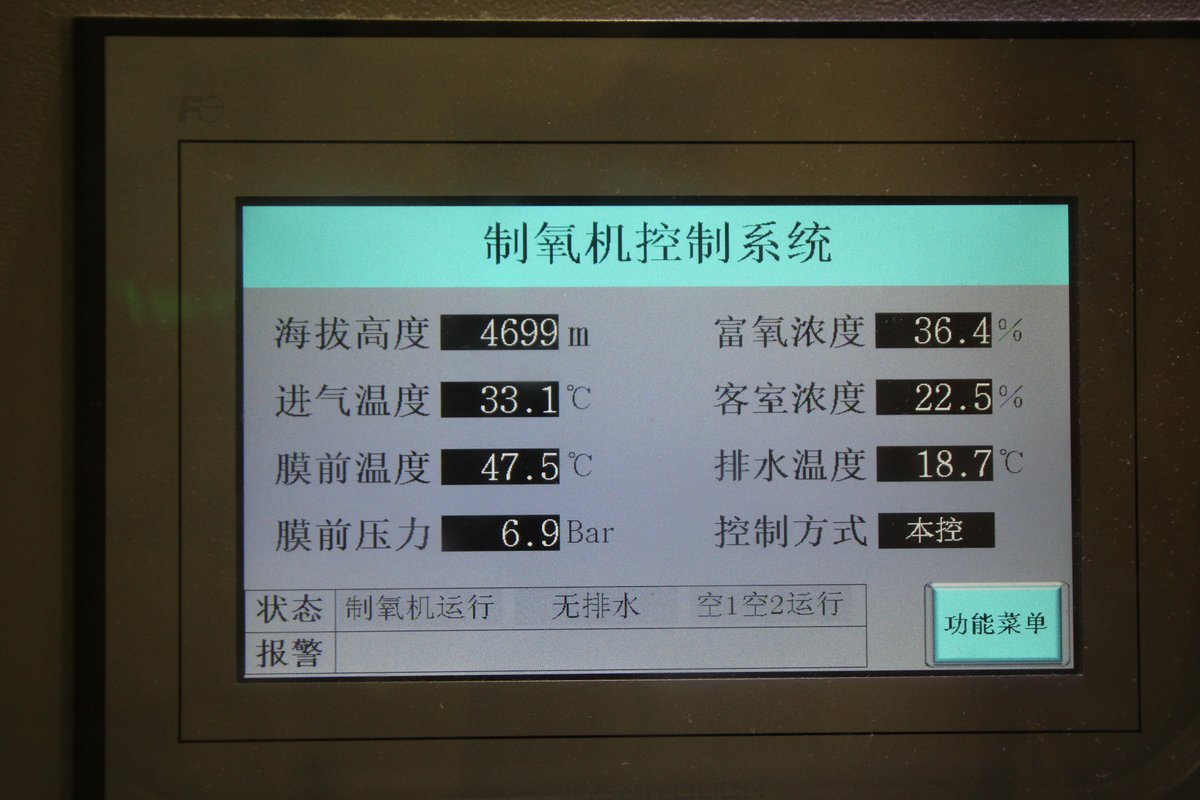 Fe
制氧机控制系统
海拔高度 4699 m 富氧浓度 36.4 %
进气温度 33.1 ℃ 客室浓度 22.5 %
膜前温度 47.5 ℃ 排水温度 18.7 ℃
膜前压力 6.9 Bar 控制方式 本控
状态 制氧机运行 无排水 空1空2运行
报警
功能菜单